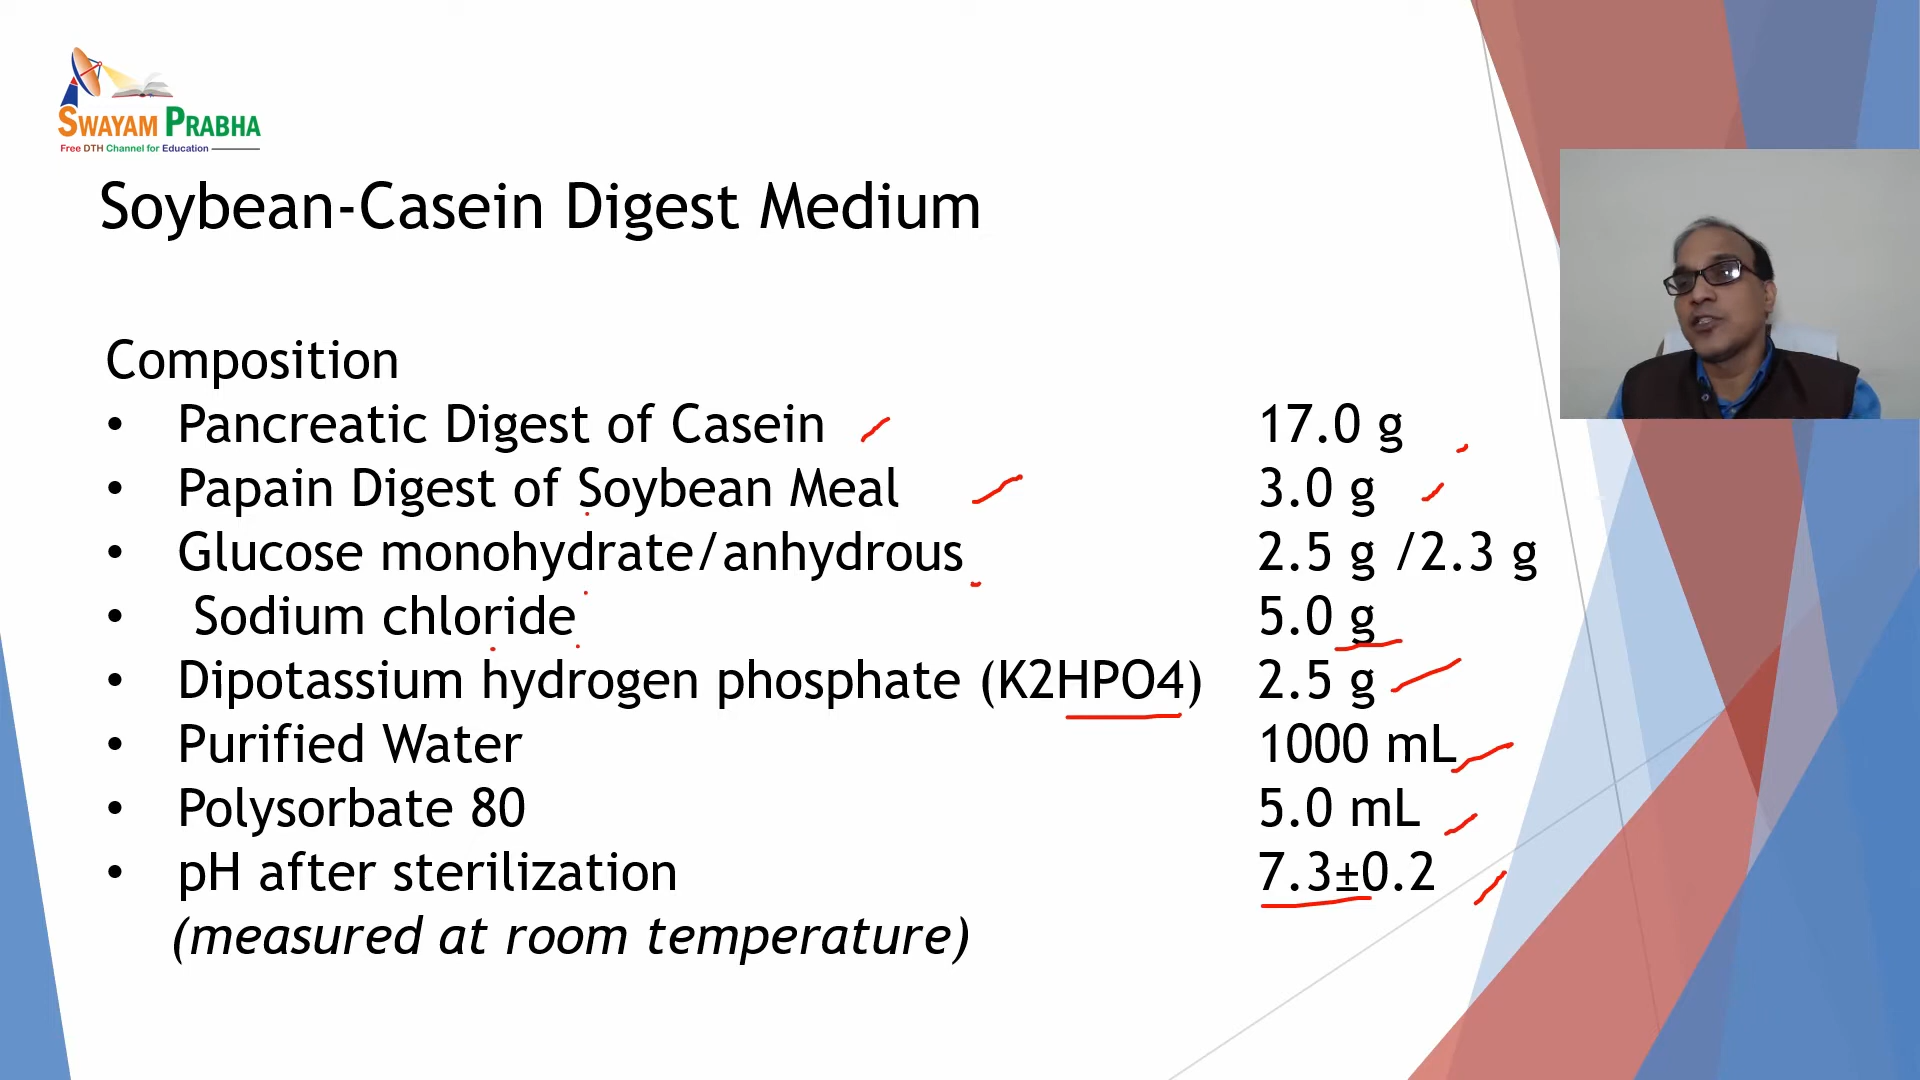 SWAYAM PRABHA
Free DTH Channel for Education
Soybean-Casein Digest Medium
Composition
• Pancreatic Digest of Casein 17.0 g
• Papain Digest of Soybean Meal 3.0 g
• Glucose monohydrate/anhydrous 2.5 g /2.3 g
• Sodium chloride 5.0 g
• Dipotassium hydrogen phosphate (K2HPO4) 2.5 g
• Purified Water 1000 mL
• Polysorbate 80 5.0 mL
• pH after sterilization 7.3±0.2
(measured at room temperature)